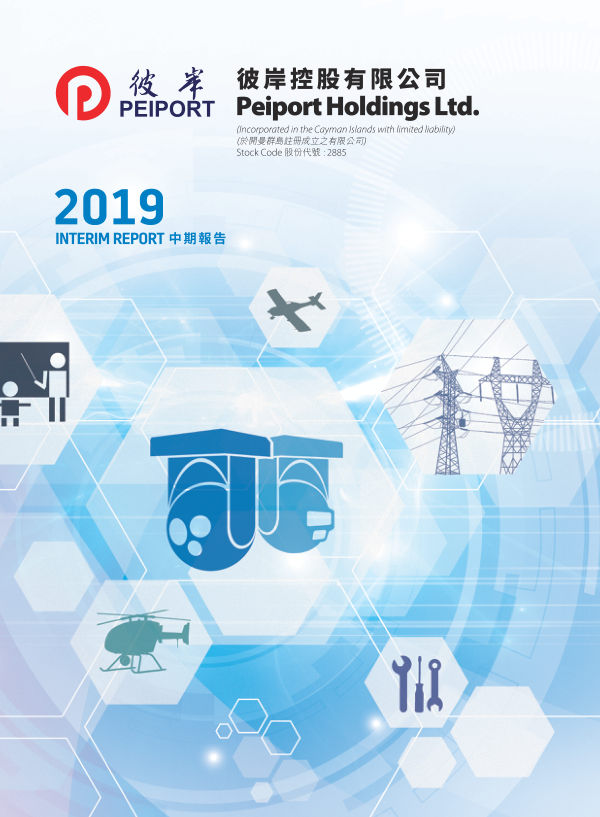 彼岸
PEIPORT
彼岸控股有限公司
Peiport Holdings Ltd.
(Incorporated in the Cayman Islands with limited liability)
(於開曼群島註冊成立之有限公司)
Stock Code 股份代號 : 2885
2019
INTERIM REPORT 中期報告